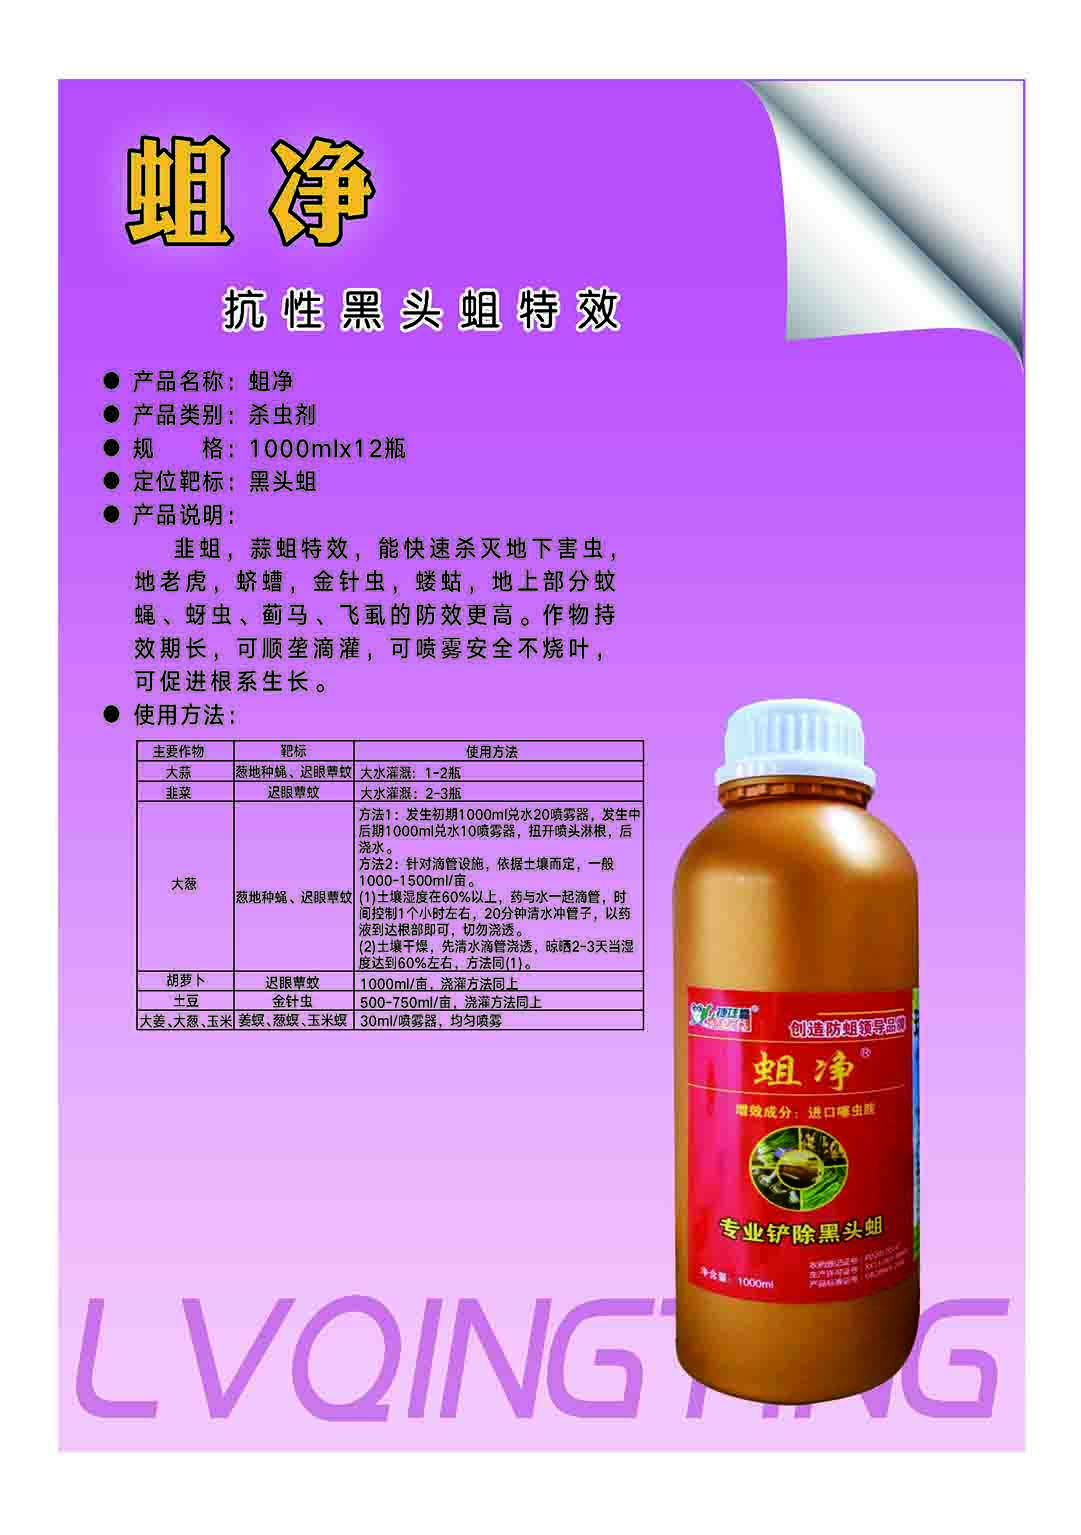 蛆净
抗性黑头蛆特效
● 产品名称：蛆净
● 产品类别：杀虫剂
● 规　　格：1000mlx12瓶
● 定位靶标：黑头蛆
● 产品说明：
韭蛆，蒜蛆特效，能快速杀灭地下害虫，
地老虎，蛴螬，金针虫，蝼蛄，地上部分蚊
蝇、蚜虫、蓟马、飞虱的防效更高。作物持
效期长，可顺垄滴灌，可喷雾安全不烧叶，
可促进根系生长。
● 使用方法：
主要作物 靶标 使用方法
大蒜 葱地种蝇、迟眼蕈蚊 大水灌溉：1-2瓶
韭菜 迟眼蕈蚊 大水灌溉：2-3瓶
大葱 葱地种蝇、迟眼蕈蚊
方法1：发生初期1000ml兑水20喷雾器，发生中
后期1000ml兑水10喷雾器，扭开喷头淋根，后
浇水。
方法2：针对滴管设施，依据土壤而定，一般
1000-1500ml/亩。
(1)土壤湿度在60%以上，药与水一起滴管，时
间控制1个小时左右，20分钟清水冲管子，以药
液到达根部即可，切勿浇透。
(2)土壤干燥，先清水滴管浇透，晾晒2-3天当湿
度达到60%左右，方法同(1)。
胡萝卜 迟眼蕈蚊 1000ml/亩，浇灌方法同上
土豆 金针虫 500-750ml/亩，浇灌方法同上
大姜、大葱、玉米 姜螟、葱螟、玉米螟 30ml/喷雾器，均匀喷雾
创造防蛆领导品牌
蛆净®
增效成分：进口噻虫胺
专业铲除黑头蛆
净含量：1000ml
农药登记证号：
生产许可证号：
产品标准证号：
LVQINGTING